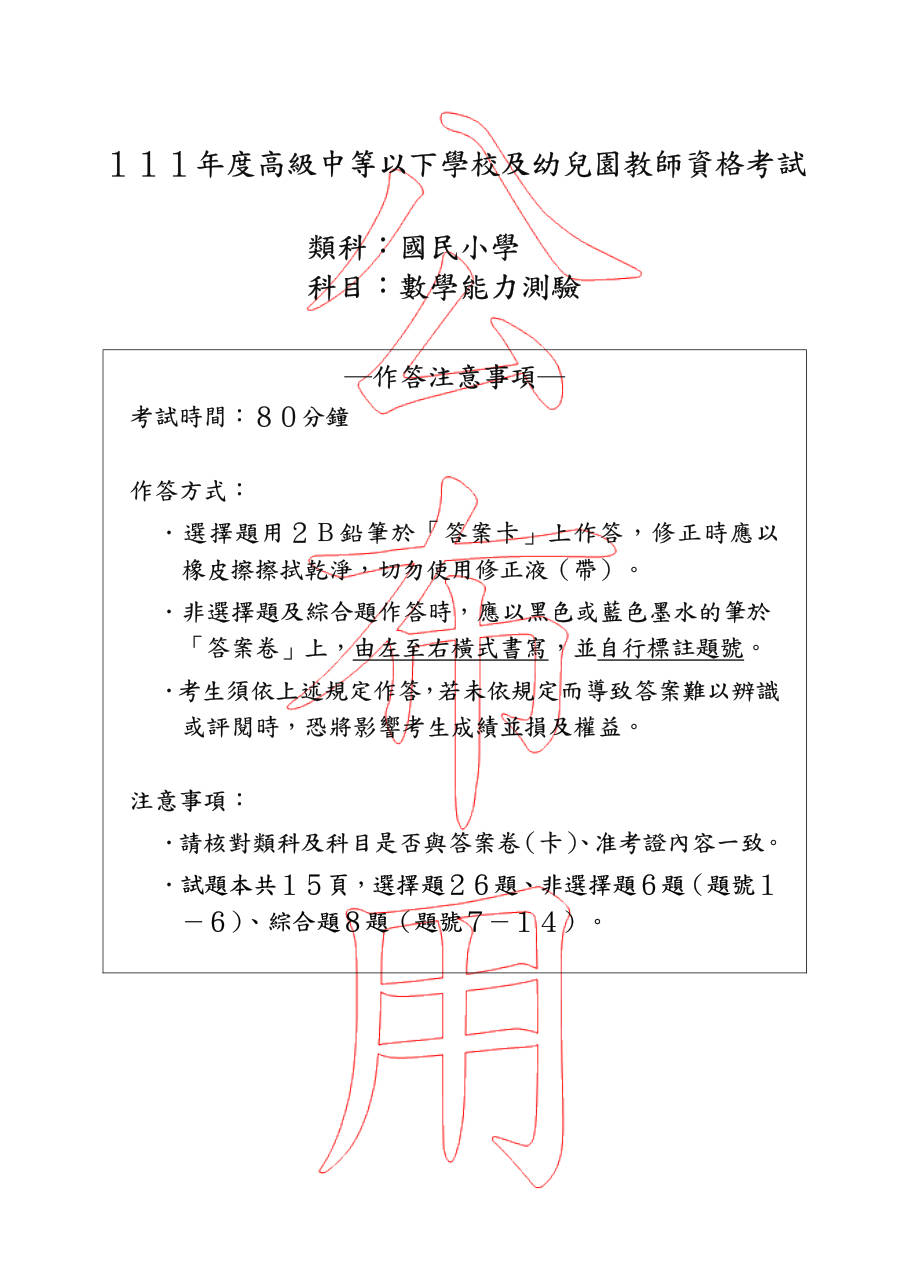 １１１年度高級中等以下學校及幼兒園教師資格考試
類科：國民小學
科目：數學能力測驗
—作答注意事項—
考試時間：８０分鐘
作答方式：
．選擇題用２Ｂ鉛筆於「答案卡」上作答，修正時應以
橡皮擦擦拭乾淨，切勿使用修正液（帶）。
．非選擇題及綜合題作答時，應以黑色或藍色墨水的筆於
「答案卷」上，由左至右橫式書寫，並自行標註題號。
．考生須依上述規定作答，若未依規定而導致答案難以辨識
或評閱時，恐將影響考生成績並損及權益。
注意事項：
．請核對類科及科目是否與答案卷（卡）、准考證內容一致。
．試題本共１５頁，選擇題２６題、非選擇題６題（題號１
－６）、綜合題８題（題號７－１４）。
公布用